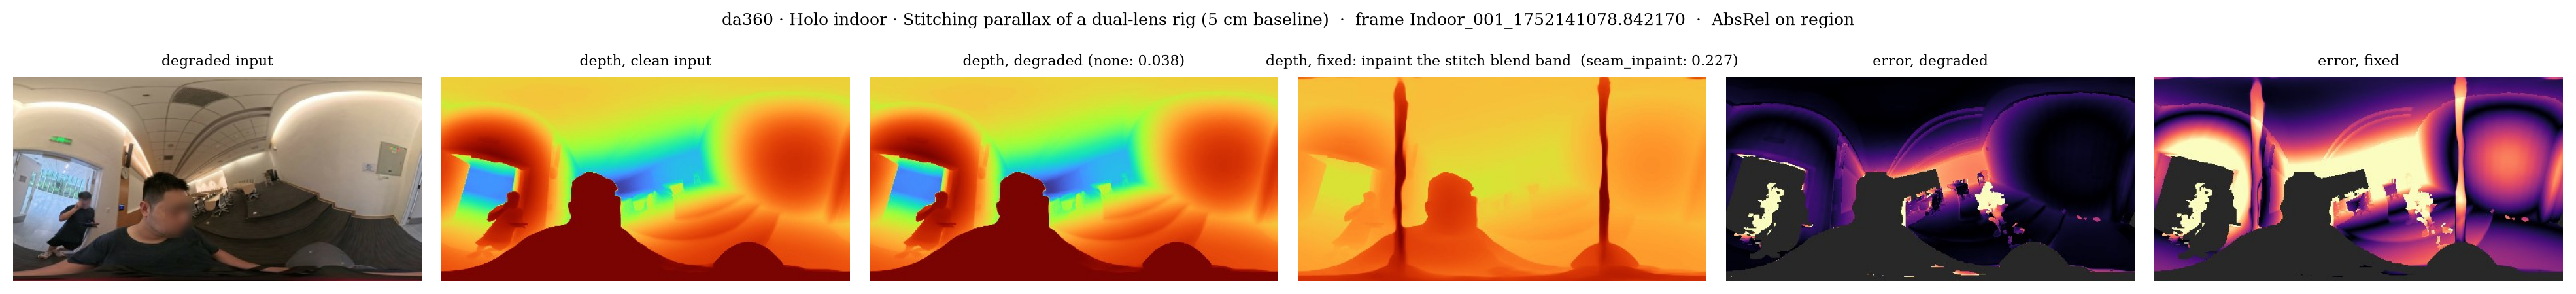 da360 · Holo indoor · Stitching parallax of a dual-lens rig (5 cm baseline) · frame Indoor_001_1752141078.842170 · AbsRel on region
degraded input
depth, clean input
depth, degraded (none: 0.038)
depth, fixed: inpaint the stitch blend band (seam_inpaint: 0.227)
error, degraded
error, fixed